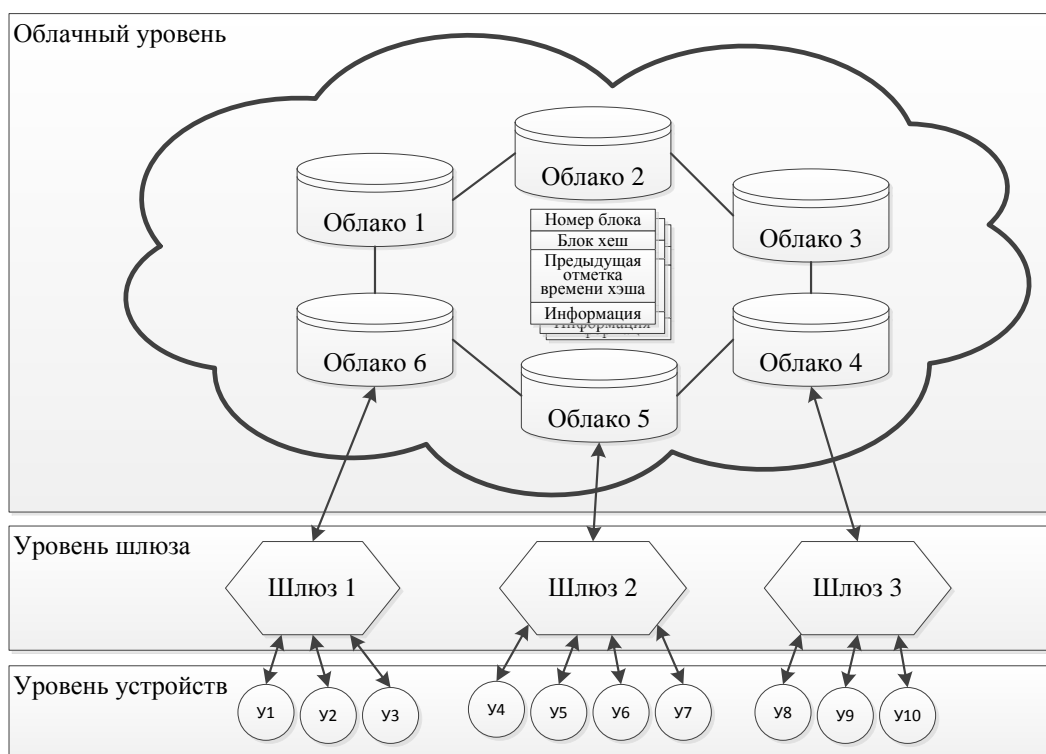 Облачный уровень
Облако 2
Облако 1
Облако 3
Номер блока
Блок хеш
Предыдущая
отметка
времени хэша
Информация
Информация
Облако 6
Облако 4
Облако 5
Уровень шлюза
Шлюз 1
Шлюз 2
Шлюз 3
Уровень устройств
У1
У2
У3
У4
У5
У6
У7
У8
У9
У10